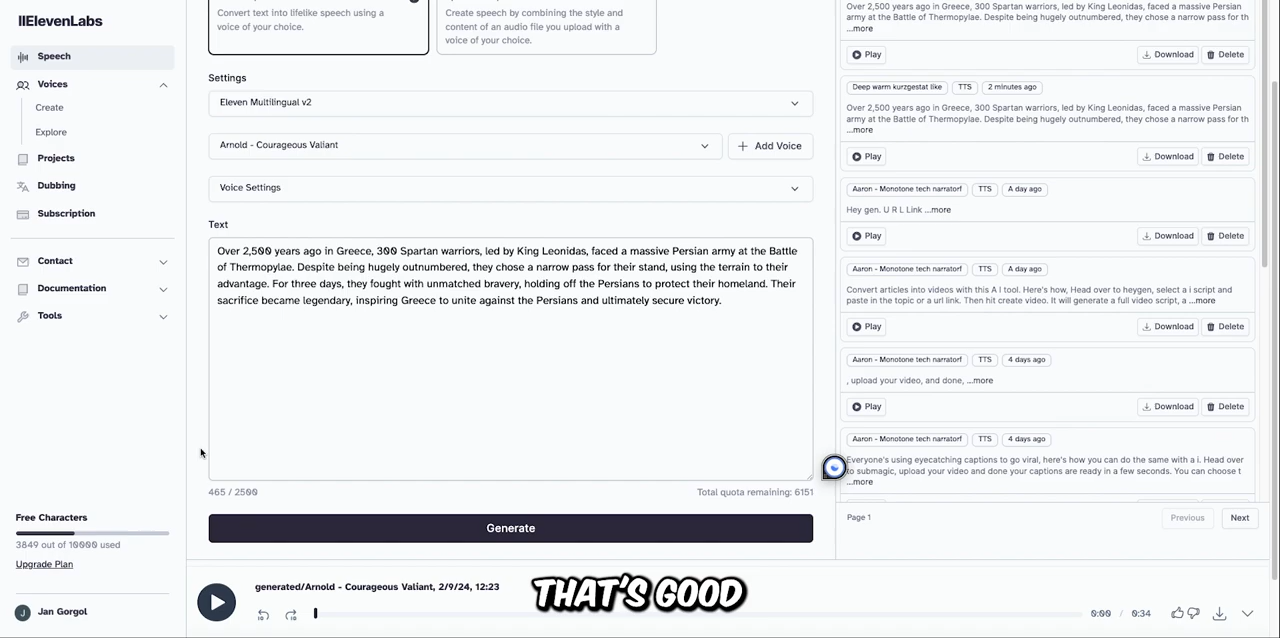 IIElevenLabs
Speech
Voices
Create
Explore
Projects
Dubbing
Subscription
Contact
Documentation
Tools
Free Characters
3849 out of 10000 used
Upgrade Plan
J
Jan Gorgol
Convert text into lifelike speech using a
voice of your choice.
Create speech by combining the style and
content of an audio file you upload with a
voice of your choice.
Settings
Eleven Multilingual v2
Arnold - Courageous Valiant
Add Voice
Voice Settings
Text
Over 2,500 years ago in Greece, 300 Spartan warriors, led by King Leonidas, faced a massive Persian army at the Battle
of Thermopylae. Despite being hugely outnumbered, they chose a narrow pass for their stand, using the terrain to their
advantage. For three days, they fought with unmatched bravery, holding off the Persians to protect their homeland. Their
sacrifice became legendary, inspiring Greece to unite against the Persians and ultimately secure victory.
465 / 2500
Total quota remaining: 6151
Generate
Over 2,500 years ago in Greece, 300 Spartan warriors, led by King Leonidas, faced a massive Persian
army at the Battle of Thermopylae. Despite being hugely outnumbered, they chose a narrow pass for th
...more
Play Download Delete
Deep warm kurzgestat like TTS 2 minutes ago
Over 2,500 years ago in Greece, 300 Spartan warriors, led by King Leonidas, faced a massive Persian
army at the Battle of Thermopylae. Despite being hugely outnumbered, they chose a narrow pass for th
...more
Play Download Delete
Aaron - Monotone tech narratorf TTS A day ago
Hey gen. U R L Link ...more
Play Download Delete
Aaron - Monotone tech narratorf TTS A day ago
Convert articles into videos with this A I tool. Here's how, Head over to heygen, select a i script and
paste in the topic or a url link. Then hit create video. It will generate a full video script, a ...more
Play Download Delete
Aaron - Monotone tech narratorf TTS 4 days ago
, upload your video, and done, ...more
Play Download Delete
Aaron - Monotone tech narratorf TTS 4 days ago
Everyone's using eyecatching captions to go viral, here's how you can do the same with a i. Head over
to submagic, upload your video and done your captions are ready in a few seconds. You can choose t
...more
Page 1
Previous Next
generated/Arnold - Courageous Valiant, 2/9/24, 12:23
THAT'S GOOD
0:00 / 0:34